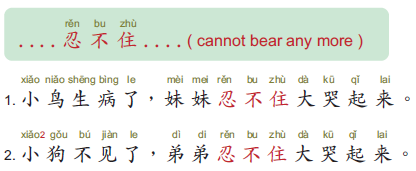 rěn bu zhù
.... 忍不住 .... ( cannot bear any more )
xiǎo niǎo shēng bìng le mèi mei rěn bu zhù dà kū qǐ lai
1. 小鸟生病了，妹妹忍不住大哭起来。
xiǎo2 gǒu bú jiàn le dì di rěn bu zhù dà kū qǐ lai
2. 小狗不见了，弟弟忍不住大哭起来。